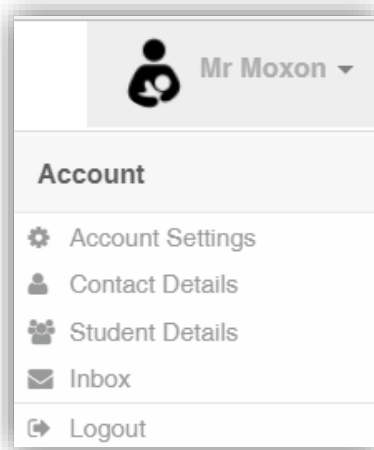 Mr Moxon
Account
Account Settings
Contact Details
Student Details
Inbox
Logout